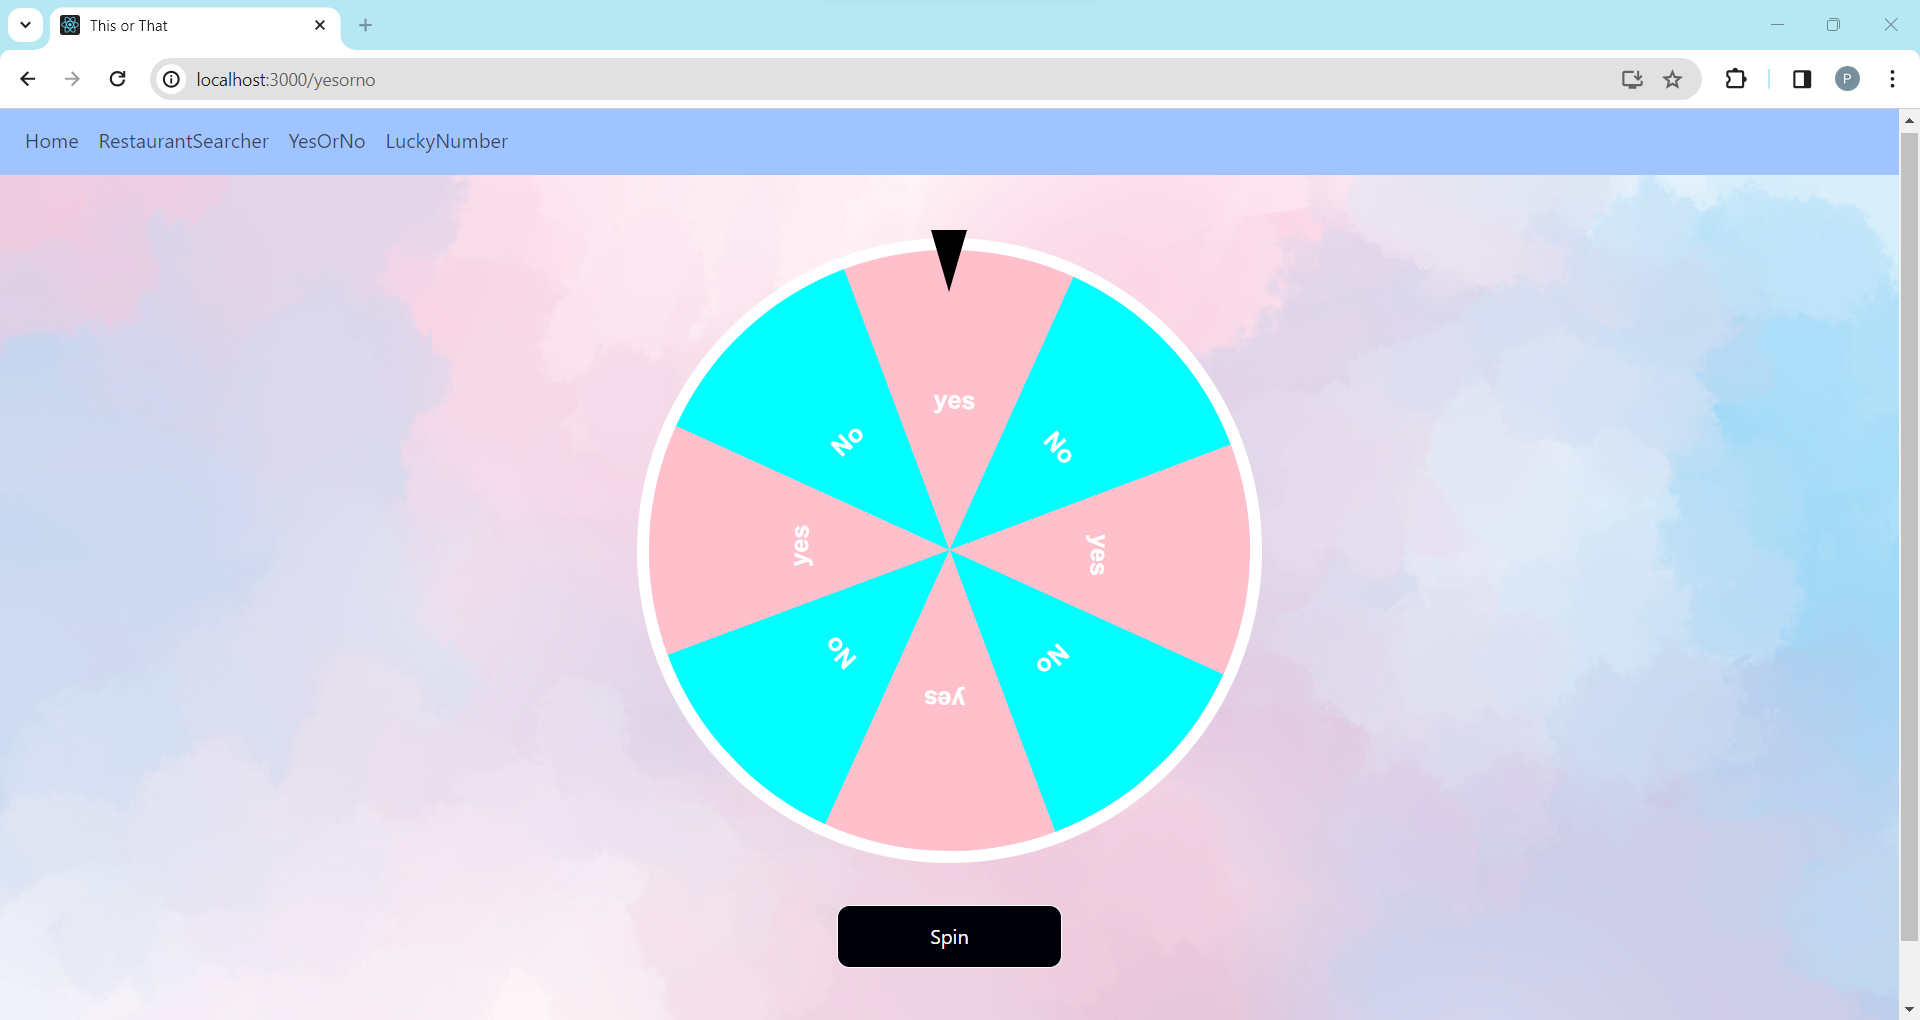 This or That
localhost:3000/yesorno
P
Home RestaurantSearcher YesOrNo LuckyNumber
yes
No
No
yes
yes
No
No
yes
Spin